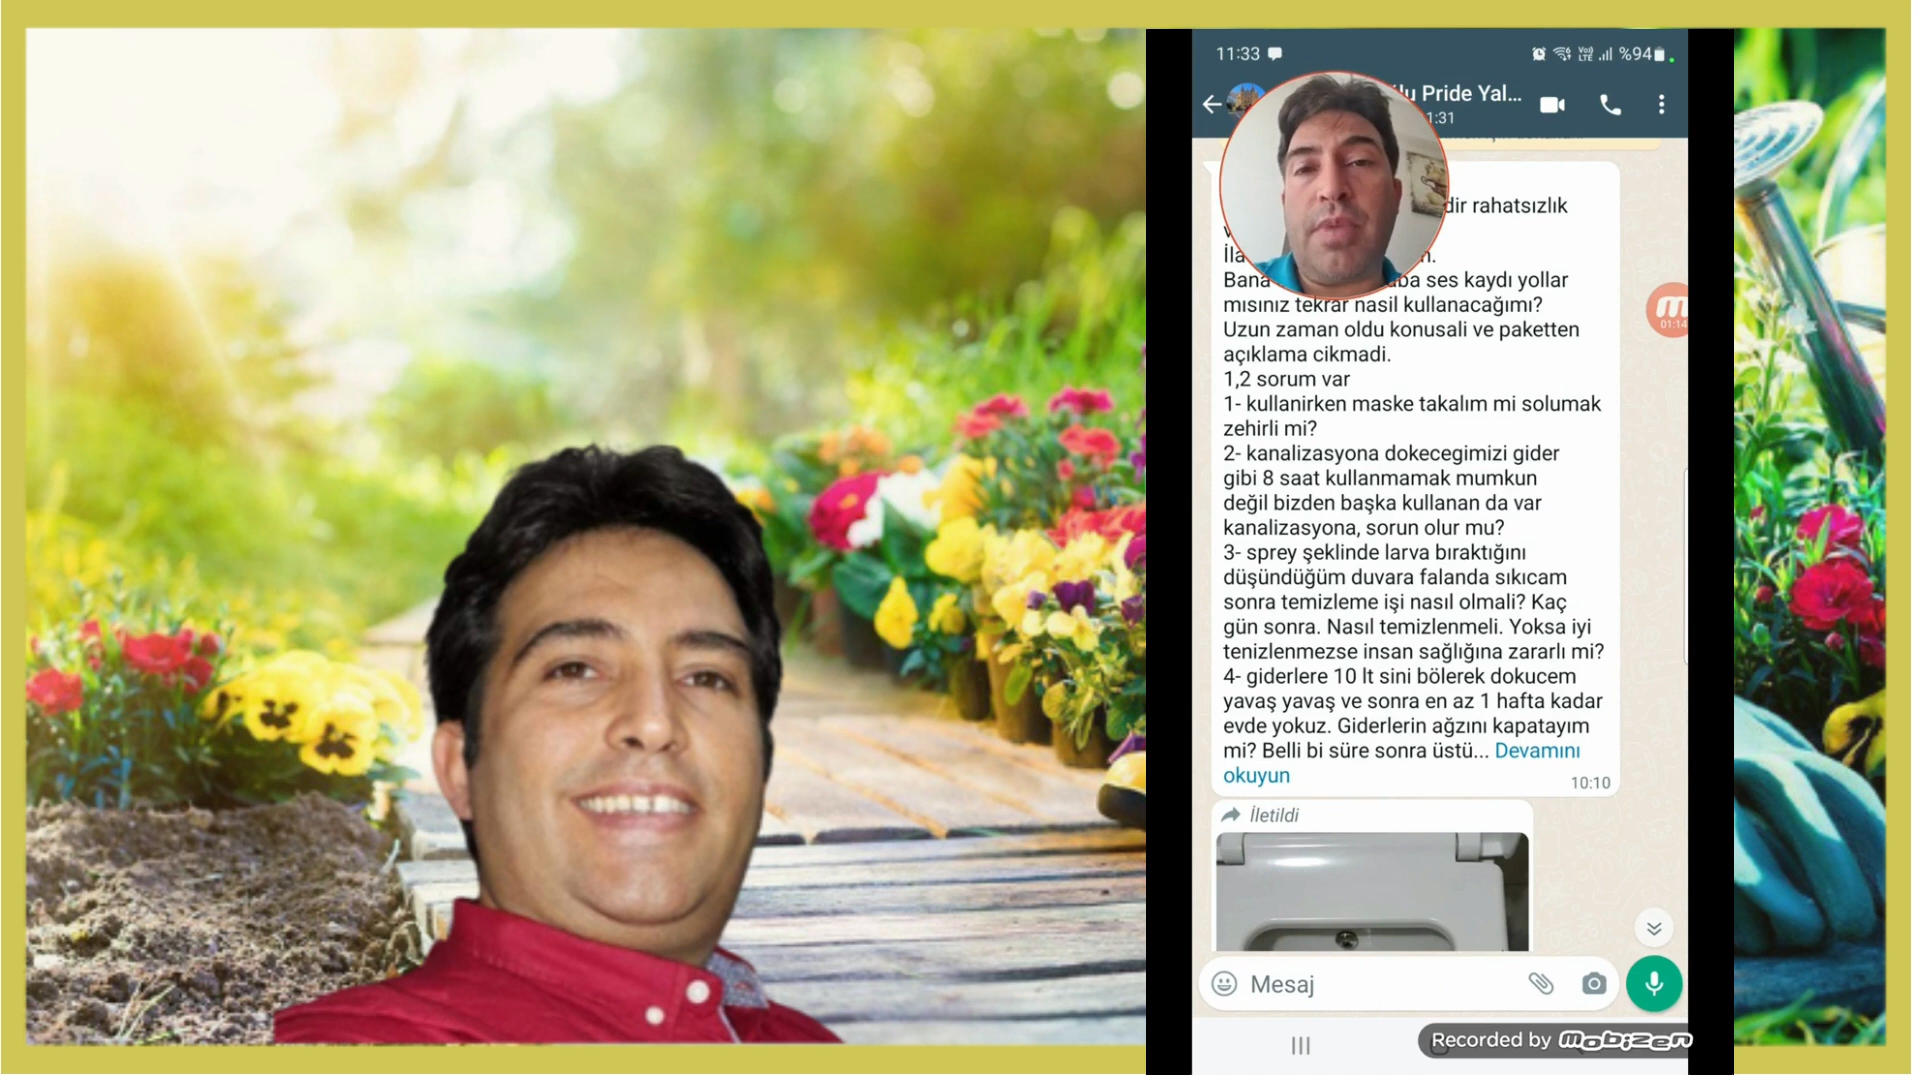 11:33
Vo)) LTE %94
lu Pride Yal...
1:31
dir rahatsızlık
İla
Bana ba ses kaydı yollar
mısınız tekrar nasil kullanacağımı?
Uzun zaman oldu konusali ve paketten
açıklama cikmadi.
1,2 sorum var
1- kullanirken maske takalım mi solumak
zehirli mi?
2- kanalizasyona dokecegimizi gider
gibi 8 saat kullanmamak mumkun
değil bizden başka kullanan da var
kanalizasyona, sorun olur mu?
3- sprey şeklinde larva bıraktığını
düşündüğüm duvara falanda sıkıcam
sonra temizleme işi nasıl olmali? Kaç
gün sonra. Nasıl temizlenmeli. Yoksa iyi
tenizlenmezse insan sağlığına zararlı mi?
4- giderlere 10 lt sini bölerek dokucem
yavaş yavaş ve sonra en az 1 hafta kadar
evde yokuz. Giderlerin ağzını kapatayım
mi? Belli bi süre sonra üstü... Devamını
okuyun
10:10
İletildi
Mesaj
01:14
Recorded by mobizen